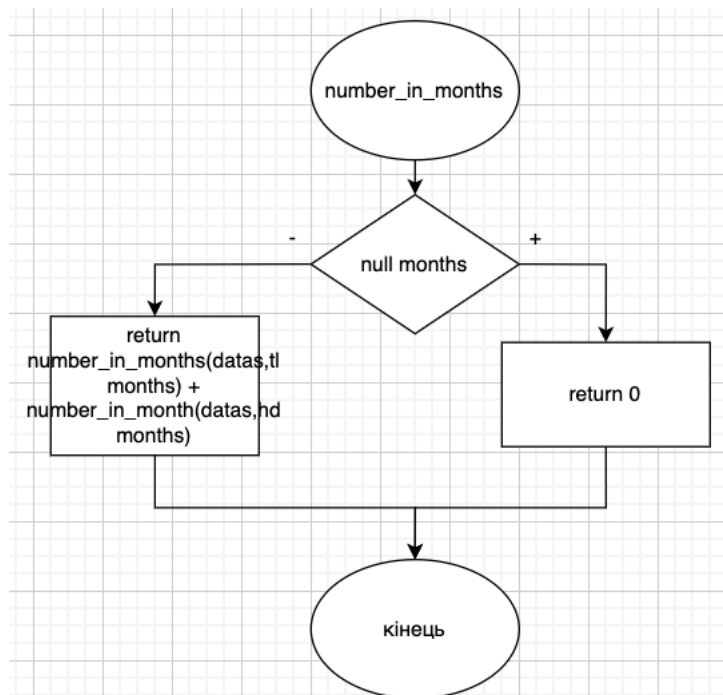 number_in_months
-
+
null months
return
number_in_months(datas,tl
months) +
number_in_month(datas,hd
months)
return 0
кінець